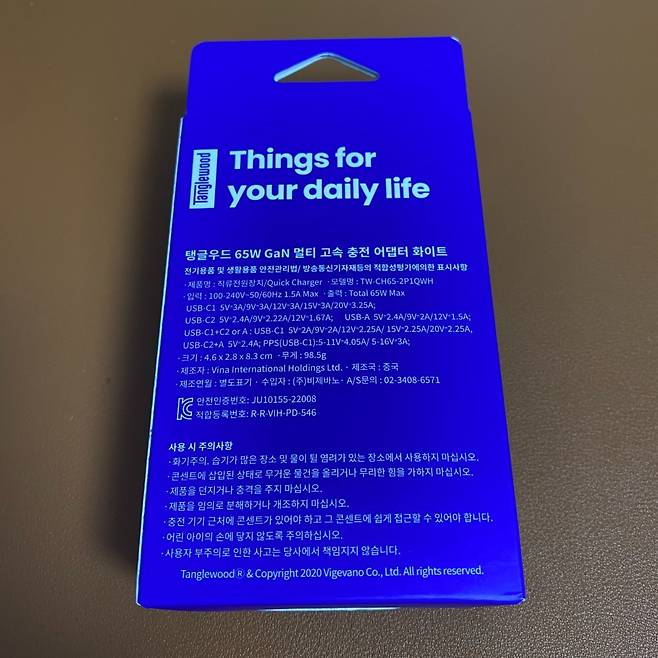 Tanglewood
Things for
your daily life
탱글우드 65W GaN 멀티 고속 충전 어댑터 화이트
전기용품 및 생활용품 안전관리법/ 방송통신기자재등의 적합성평가에의한 표시사항
·제품명 : 직류전원장치/Quick Charger ·모델명 : TW-CH65-2P1QWH
·입력 : 100-240V~50/60Hz 1.5A Max ·출력 : Total 65W Max
USB-C1 5V⎓3A/9V⎓3A/12V⎓3A/15V⎓3A/20V⎓3.25A;
USB-C2 5V⎓2.4A/9V⎓2.22A/12V⎓1.67A; USB-A 5V⎓2.4A/9V⎓2A/12V⎓1.5A;
USB-C1+C2 or A : USB-C1 5V⎓2A/9V⎓2A/12V⎓2.25A/ 15V⎓2.25A/20V⎓2.25A,
USB-C2+A 5V⎓2.4A; PPS(USB-C1):5-11V⎓4.05A/ 5-16V⎓3A;
·크기 : 4.6 x 2.8 x 8.3 cm ·무게 : 98.5g
·제조자 : Vina International Holdings Ltd. ·제조국 : 중국
·제조연월 : 별도표기 ·수입자 : (주)비제바노 ·A/S문의 : 02-3408-6571
안전인증번호: JU10155-22008
적합등록번호: R-R-VIH-PD-546
사용 시 주의사항
·화기주의, 습기가 많은 장소 및 물이 튈 염려가 있는 장소에서 사용하지 마십시오.
·콘센트에 삽입된 상태로 무거운 물건을 올리거나 무리한 힘을 가하지 마십시오.
·제품을 던지거나 충격을 주지 마십시오.
·제품을 임의로 분해하거나 개조하지 마십시오.
·충전 기기 근처에 콘센트가 있어야 하고 그 콘센트에 쉽게 접근할 수 있어야 합니다.
·어린 아이의 손에 닿지 않도록 주의하십시오.
·사용자 부주의로 인한 사고는 당사에서 책임지지 않습니다.
Tanglewood® & Copyright 2020 Vigevano Co., Ltd. All rights reserved.